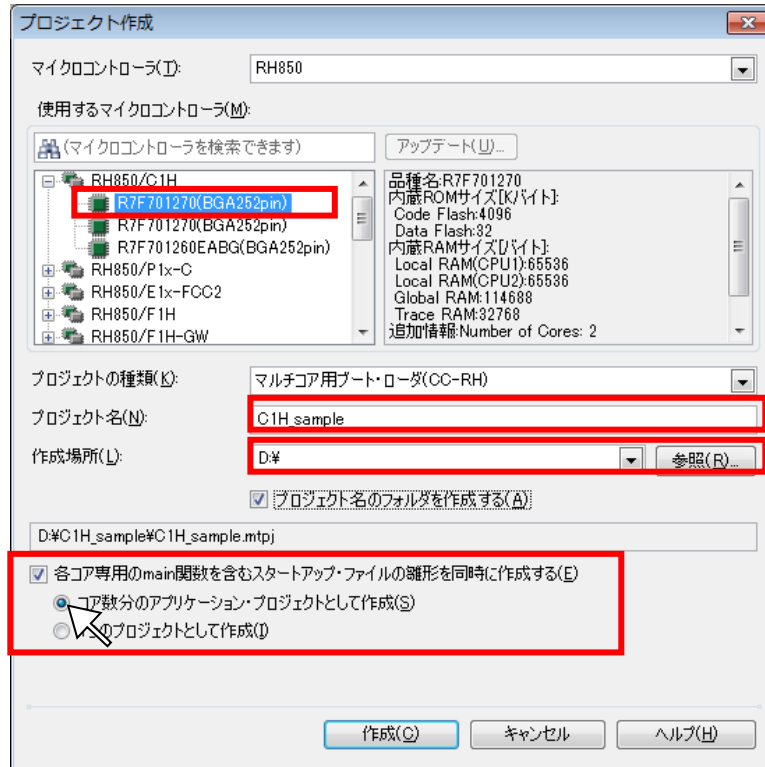 プロジェクト作成
マイクロコントローラ(T): RH850
使用するマイクロコントローラ(M):
(マイクロコントローラを検索できます) アップデート(U)...
RH850/C1H
R7F701270(BGA252pin)
R7F701270(BGA252pin)
R7F701260EABG(BGA252pin)
RH850/P1x-C
RH850/E1x-FCC2
RH850/F1H
RH850/F1H-GW
品種名:R7F701270
内蔵ROMサイズ[Kバイト]:
Code Flash:4096
Data Flash:32
内蔵RAMサイズ[バイト]:
Local RAM(CPU1):65536
Local RAM(CPU2):65536
Global RAM:114688
Trace RAM:32768
追加情報:Number of Cores: 2
プロジェクトの種類(K): マルチコア用ブート・ローダ(CC-RH)
プロジェクト名(N): C1H_sample
作成場所(L): D:¥ 参照(R)...
プロジェクト名のフォルダを作成する(A)
D:¥C1H_sample¥C1H_sample.mtpj
各コア専用のmain関数を含むスタートアップ・ファイルの雛形を同時に作成する(E)
コア数分のアプリケーション・プロジェクトとして作成(S)
のプロジェクトとして作成(I)
作成(C) キャンセル ヘルプ(H)